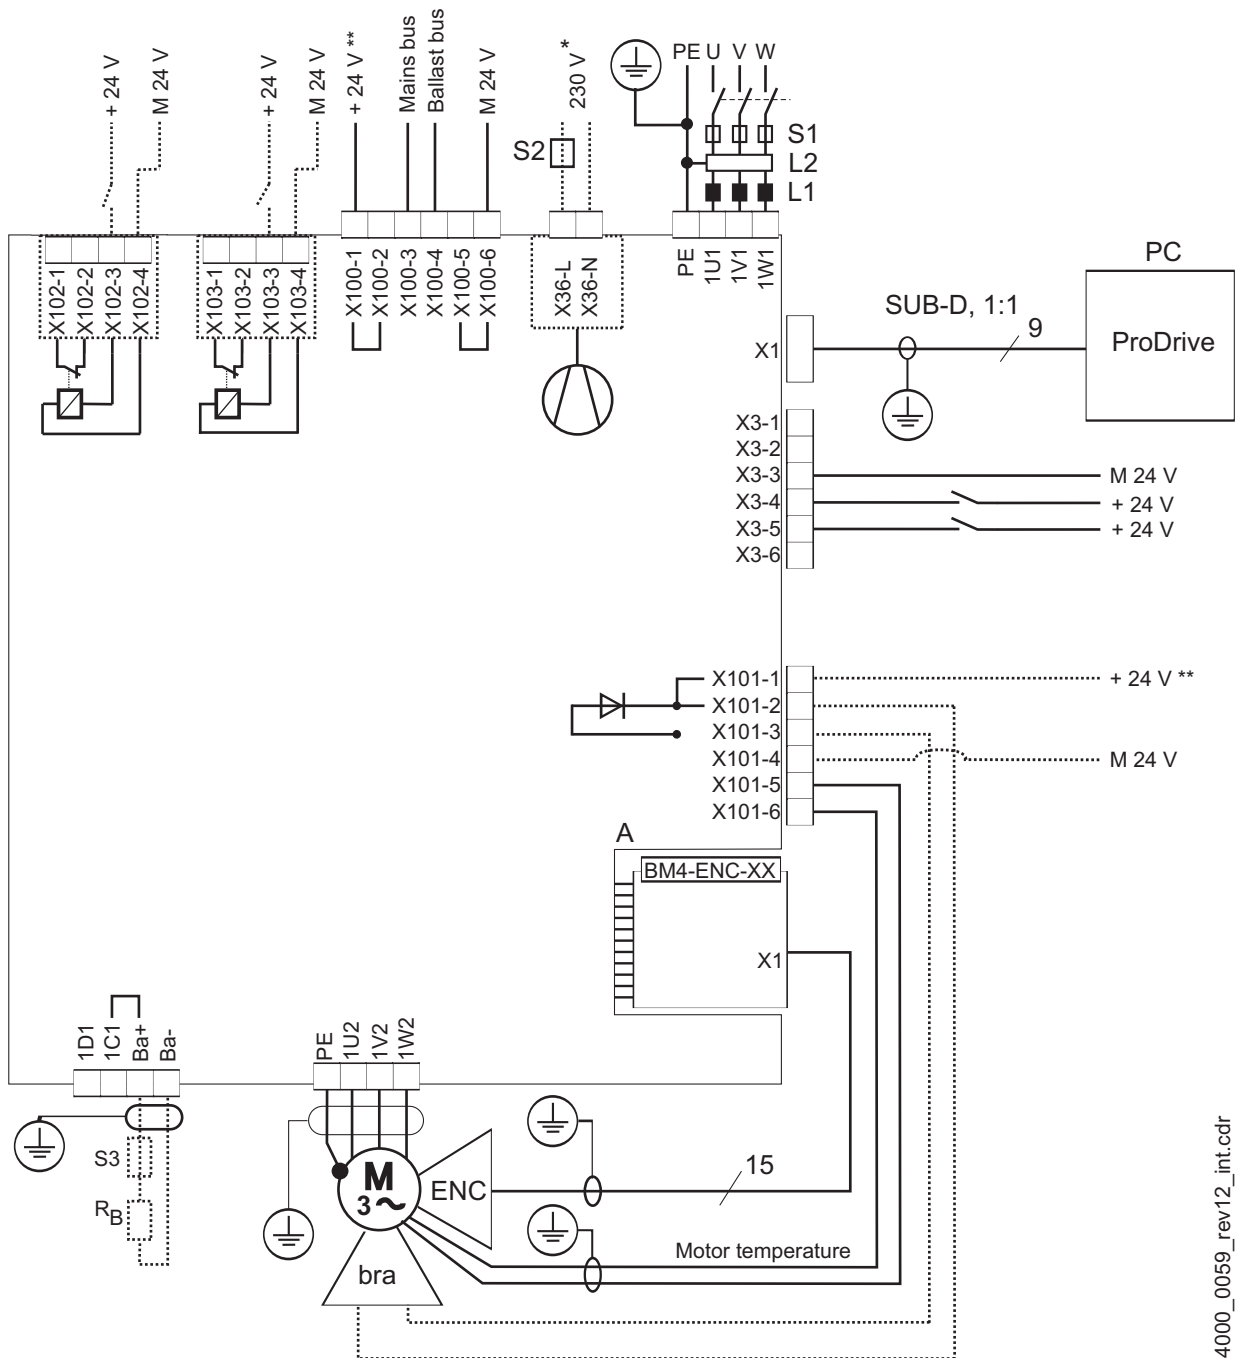 + 24 V
M 24 V
+ 24 V
M 24 V
+ 24 V **
Mains bus
Ballast bus
M 24 V
230 V *
S2
PE U V W
S1
L2
L1
X102-1
X102-2
X102-3
X102-4
X103-1
X103-2
X103-3
X103-4
X100-1
X100-2
X100-3
X100-4
X100-5
X100-6
X36-L
X36-N
PE
1U1
1V1
1W1
PC
SUB-D, 1:1
9
ProDrive
X1
X3-1
X3-2
X3-3
M 24 V
X3-4
+ 24 V
X3-5
+ 24 V
X3-6
X101-1
+ 24 V **
X101-2
X101-3
X101-4
M 24 V
X101-5
X101-6
A
BM4-ENC-XX
X1
1D1
1C1
Ba+
Ba-
PE
1U2
1V2
1W2
S3
RB
M
3~
ENC
15
Motor temperature
bra
4000_0059_rev12_int.cdr